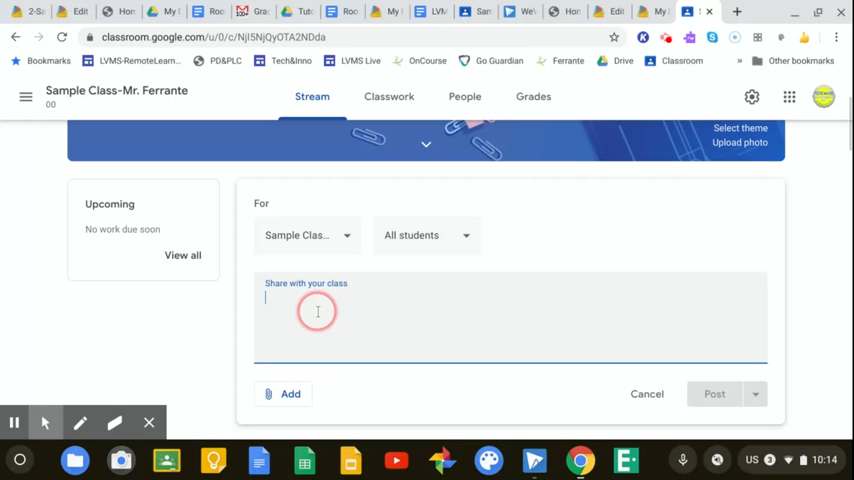 2-Sa
Edit
Hom
My I
Roo
Gra
Tuto
Roo
My I
LVM
San
We\
Hon
Edit
My I
S
classroom.google.com/u/0/c/NjI5NjQyOTA2NDda
Bookmarks
LVMS-RemoteLearn...
PD&PLC
Tech&Inno
LVMS Live
OnCourse
Go Guardian
Ferrante
Drive
Classroom
»
Other bookmarks
Sample Class-Mr. Ferrante
00
Stream
Classwork
People
Grades
Select theme
Upload photo
Upcoming
No work due soon
View all
For
Sample Clas...
All students
Share with your class
Add
Cancel
Post
US
3
10:14